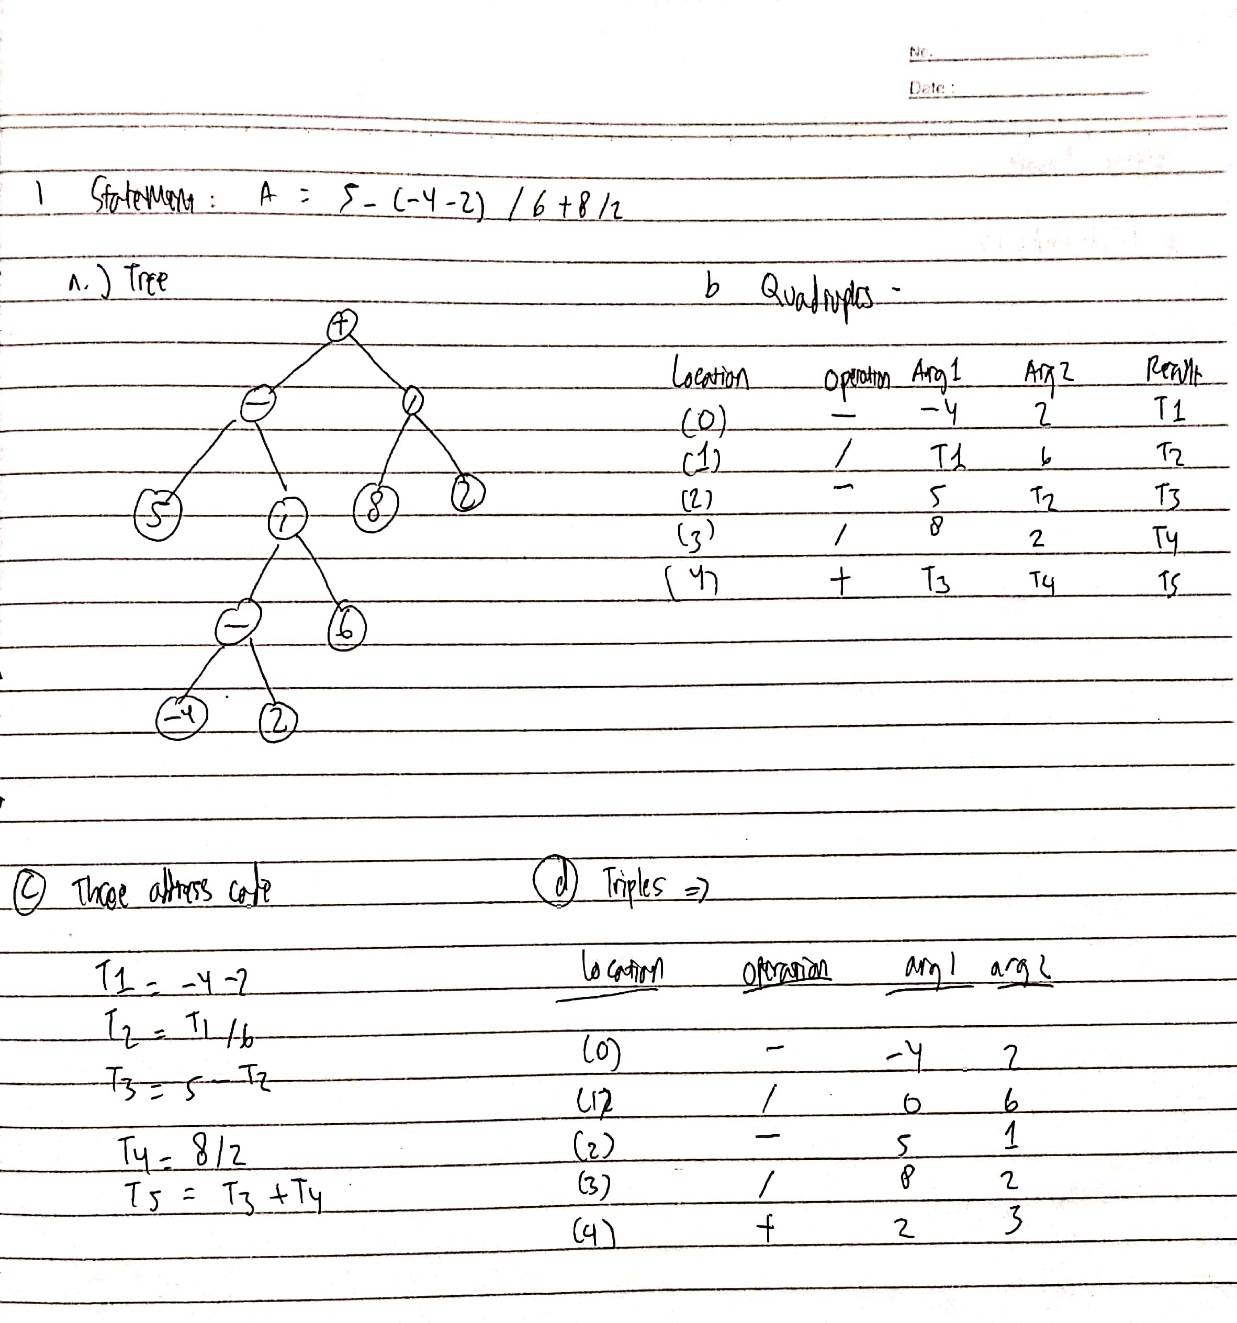 No.
Date :
1 Statement : A = 5 - (-4 -2) / 6 + 8 / 2
a.) Tree
+
- /
5 / 8 2
- 6
-4 2
b Quadruples -
Location Operation Arg 1 Arg 2 Result
(0) - -4 2 T1
(1) / T1 6 T2
(2) - 5 T2 T3
(3) / 8 2 T4
(4) + T3 T4 T5
(c) Three address code
T1 = -4 -2
T2 = T1 / 6
T3 = 5 - T2
T4 = 8/2
T5 = T3 + T4
(d) Triples =>
location operation arg 1 arg 2
(0) - -4 2
(1) / 0 6
(2) - 5 1
(3) / 8 2
(4) + 2 3